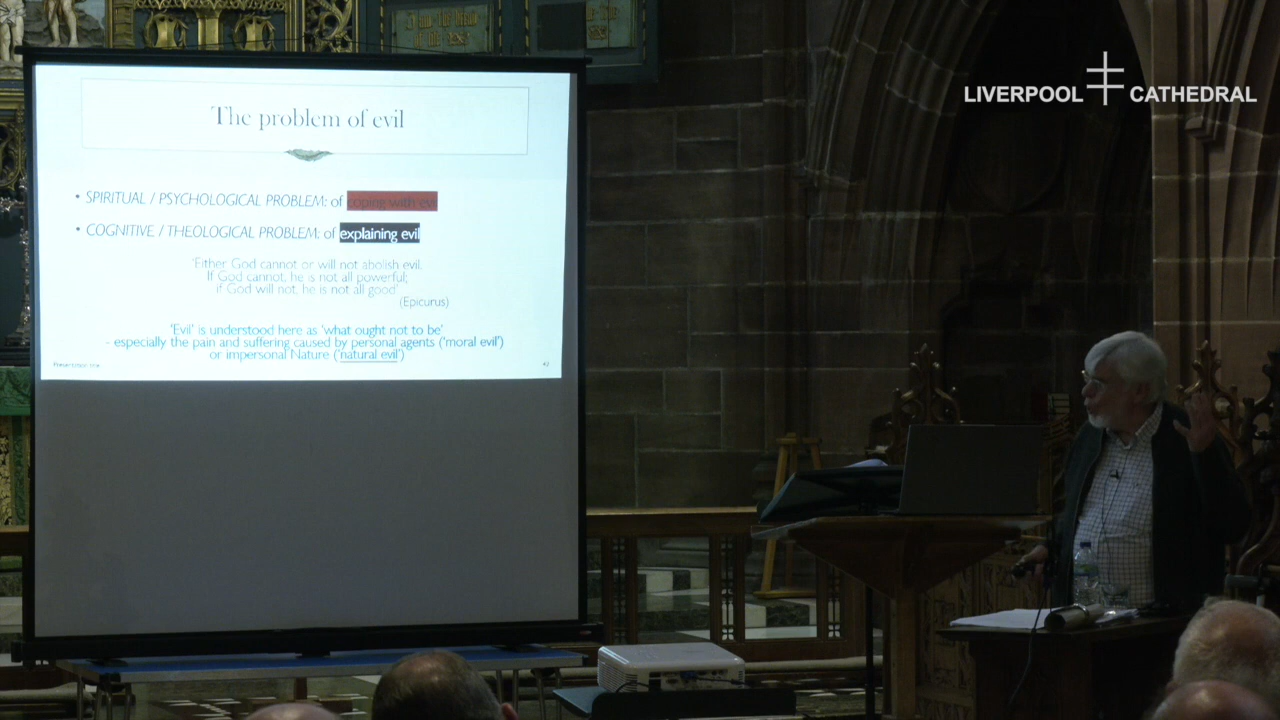 LIVERPOOL CATHEDRAL
The problem of evil
• SPIRITUAL / PSYCHOLOGICAL PROBLEM: of coping with evil
• COGNITIVE / THEOLOGICAL PROBLEM: of explaining evil
'Either God cannot or will not abolish evil.
If God cannot, he is not all powerful;
if God will not, he is not all good'
(Epicurus)
'Evil' is understood here as 'what ought not to be'
- especially the pain and suffering caused by personal agents ('moral evil')
or impersonal Nature ('natural evil')